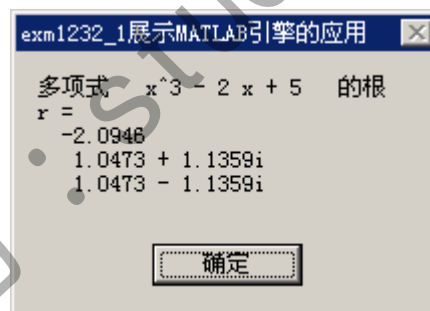 exm1232_1展示MATLAB引擎的应用
多项式 x^3 - 2 x + 5 的根
r =
-2.0946
1.0473 + 1.1359i
1.0473 - 1.1359i
确定